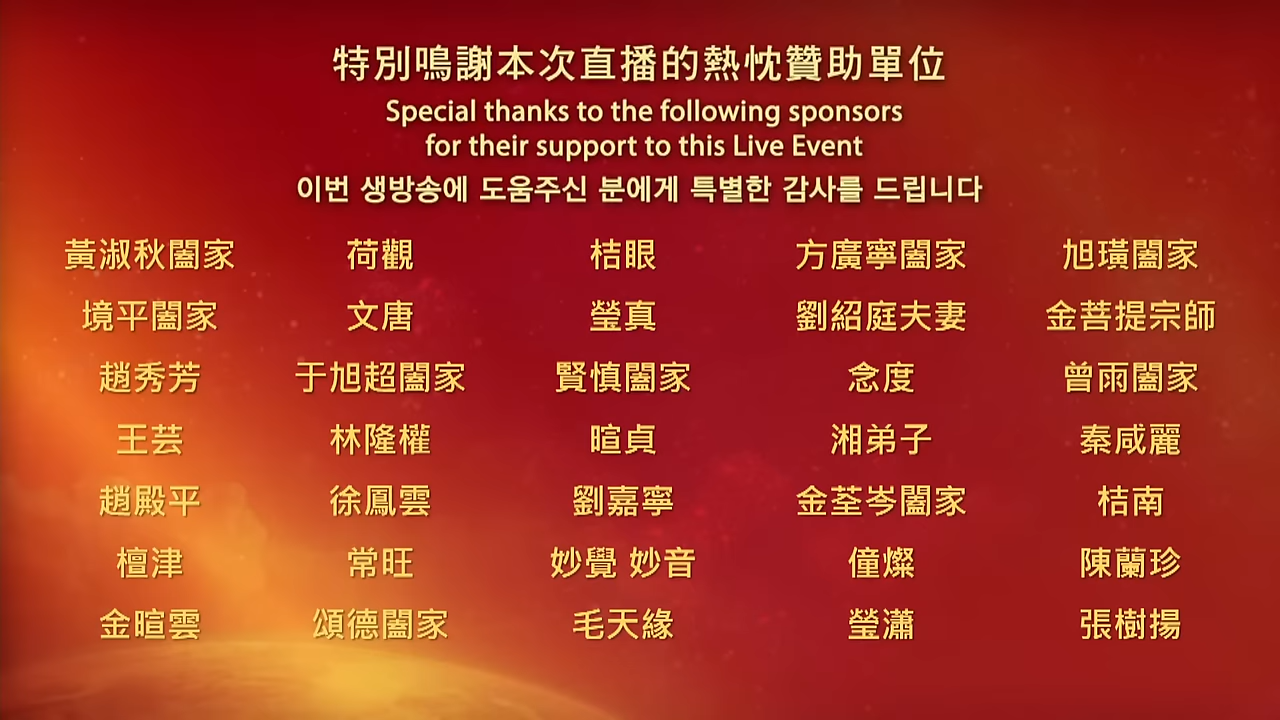 特別鳴謝本次直播的熱忱贊助單位
Special thanks to the following sponsors
for their support to this Live Event
이번 생방송에 도움주신 분에게 특별한 감사를 드립니다
黃淑秋闔家 荷觀 桔眼 方廣寧闔家 旭璜闔家
境平闔家 文唐 瑩真 劉紹庭夫妻 金菩提宗師
趙秀芳 于旭超闔家 賢慎闔家 念度 曾雨闔家
王芸 林隆權 暄貞 湘弟子 秦咸麗
趙殿平 徐鳳雲 劉嘉寧 金荃岑闔家 桔南
檀津 常旺 妙覺 妙音 僮燦 陳蘭珍
金暄雲 頌德闔家 毛天緣 瑩瀟 張樹揚